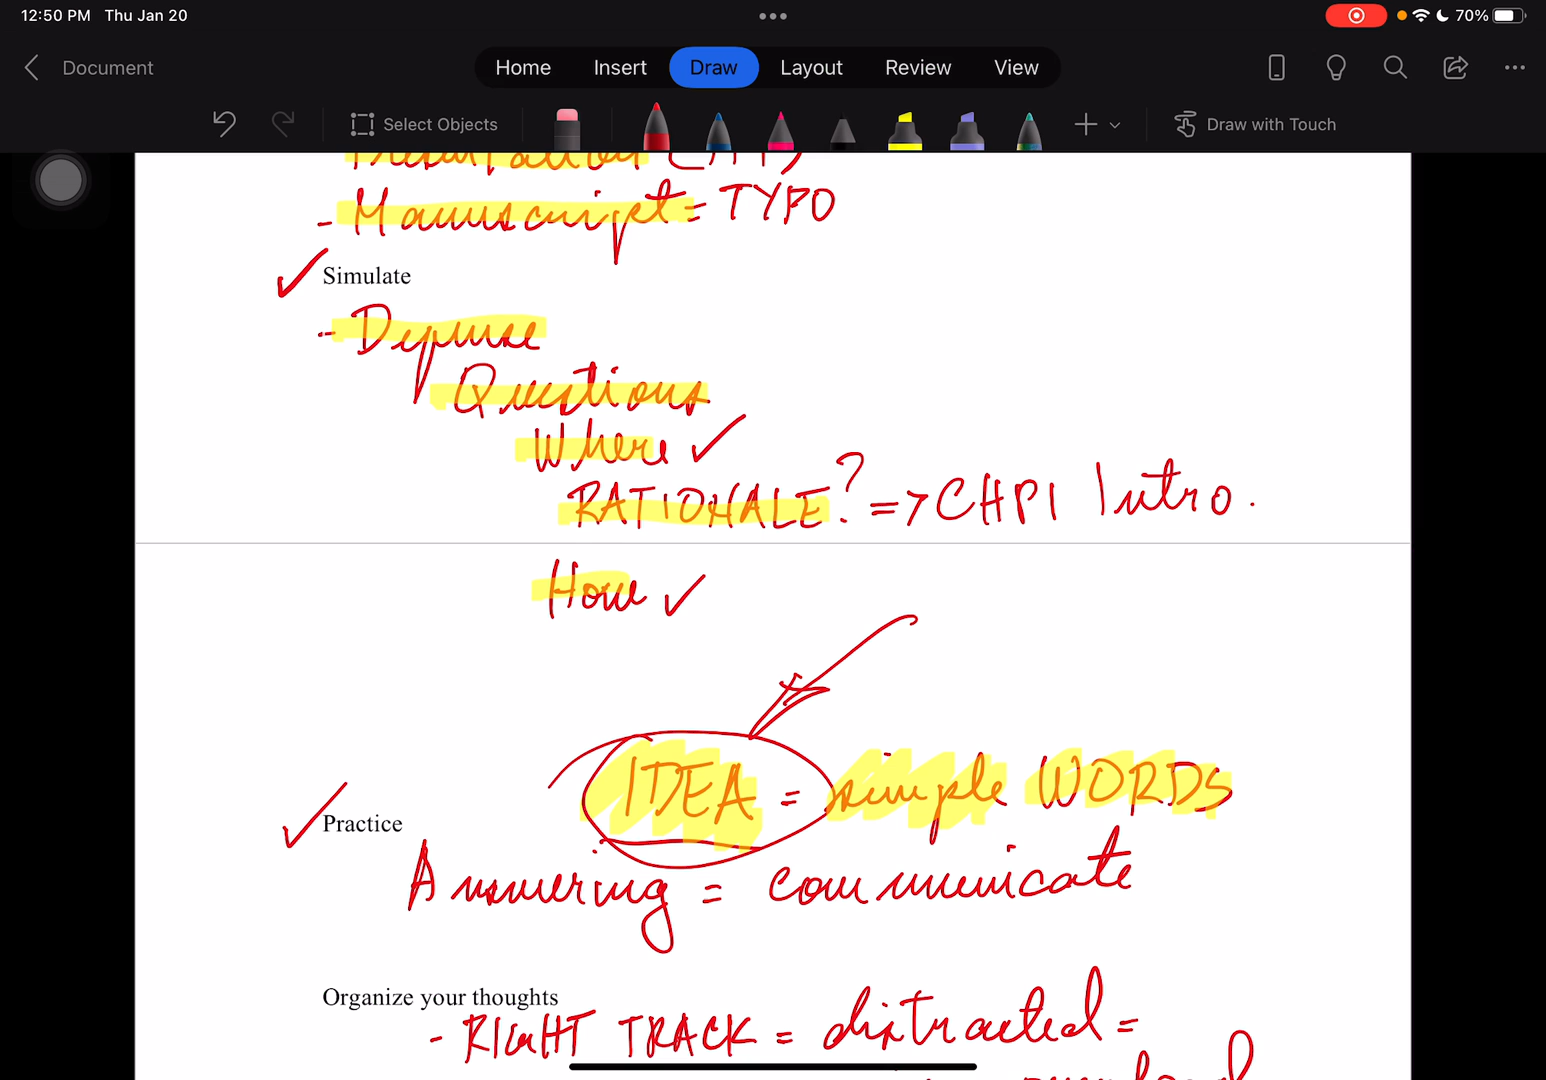 12:50 PM Thu Jan 20
70%
Document
Home Insert Draw Layout Review View
Select Objects
Draw with Touch
- Manuscript = TYPO
Simulate
- Depense
Questions
Where ✓
RATIONALE? => CHP1 Intro.
How ✓
IDEA = simple WORDS
Practice
Answering = communicate
Organize your thoughts
- RIGHT TRACK = distracted =